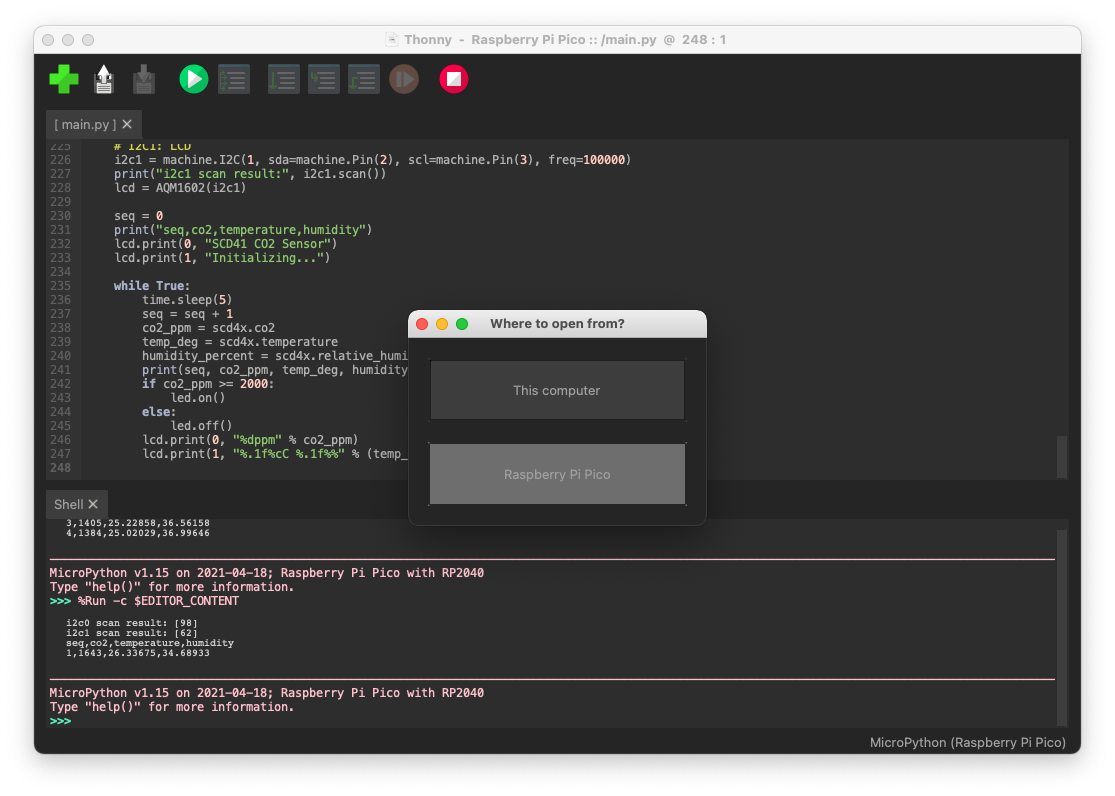 Thonny - Raspberry Pi Pico :: /main.py @ 248 : 1
[ main.py ] ✕
225 # I2C1: LCD
226 i2c1 = machine.I2C(1, sda=machine.Pin(2), scl=machine.Pin(3), freq=100000)
227 print("i2c1 scan result:", i2c1.scan())
228 lcd = AQM1602(i2c1)
229
230 seq = 0
231 print("seq,co2,temperature,humidity")
232 lcd.print(0, "SCD41 CO2 Sensor")
233 lcd.print(1, "Initializing...")
234
235 while True:
236 time.sleep(5)
237 seq = seq + 1
238 co2_ppm = scd4x.co2
239 temp_deg = scd4x.temperature
240 humidity_percent = scd4x.relative_humi
241 print(seq, co2_ppm, temp_deg, humidity
242 if co2_ppm >= 2000:
243 led.on()
244 else:
245 led.off()
246 lcd.print(0, "%dppm" % co2_ppm)
247 lcd.print(1, "%.1f%cC %.1f%%" % (temp_
248
Where to open from?
This computer
Raspberry Pi Pico
Shell ✕
3,1405,25.22858,36.56158
4,1384,25.02029,36.99646
MicroPython v1.15 on 2021-04-18; Raspberry Pi Pico with RP2040
Type "help()" for more information.
>>> %Run -c $EDITOR_CONTENT
i2c0 scan result: [98]
i2c1 scan result: [62]
seq,co2,temperature,humidity
1,1643,26.33675,34.68933
MicroPython v1.15 on 2021-04-18; Raspberry Pi Pico with RP2040
Type "help()" for more information.
>>>
MicroPython (Raspberry Pi Pico)